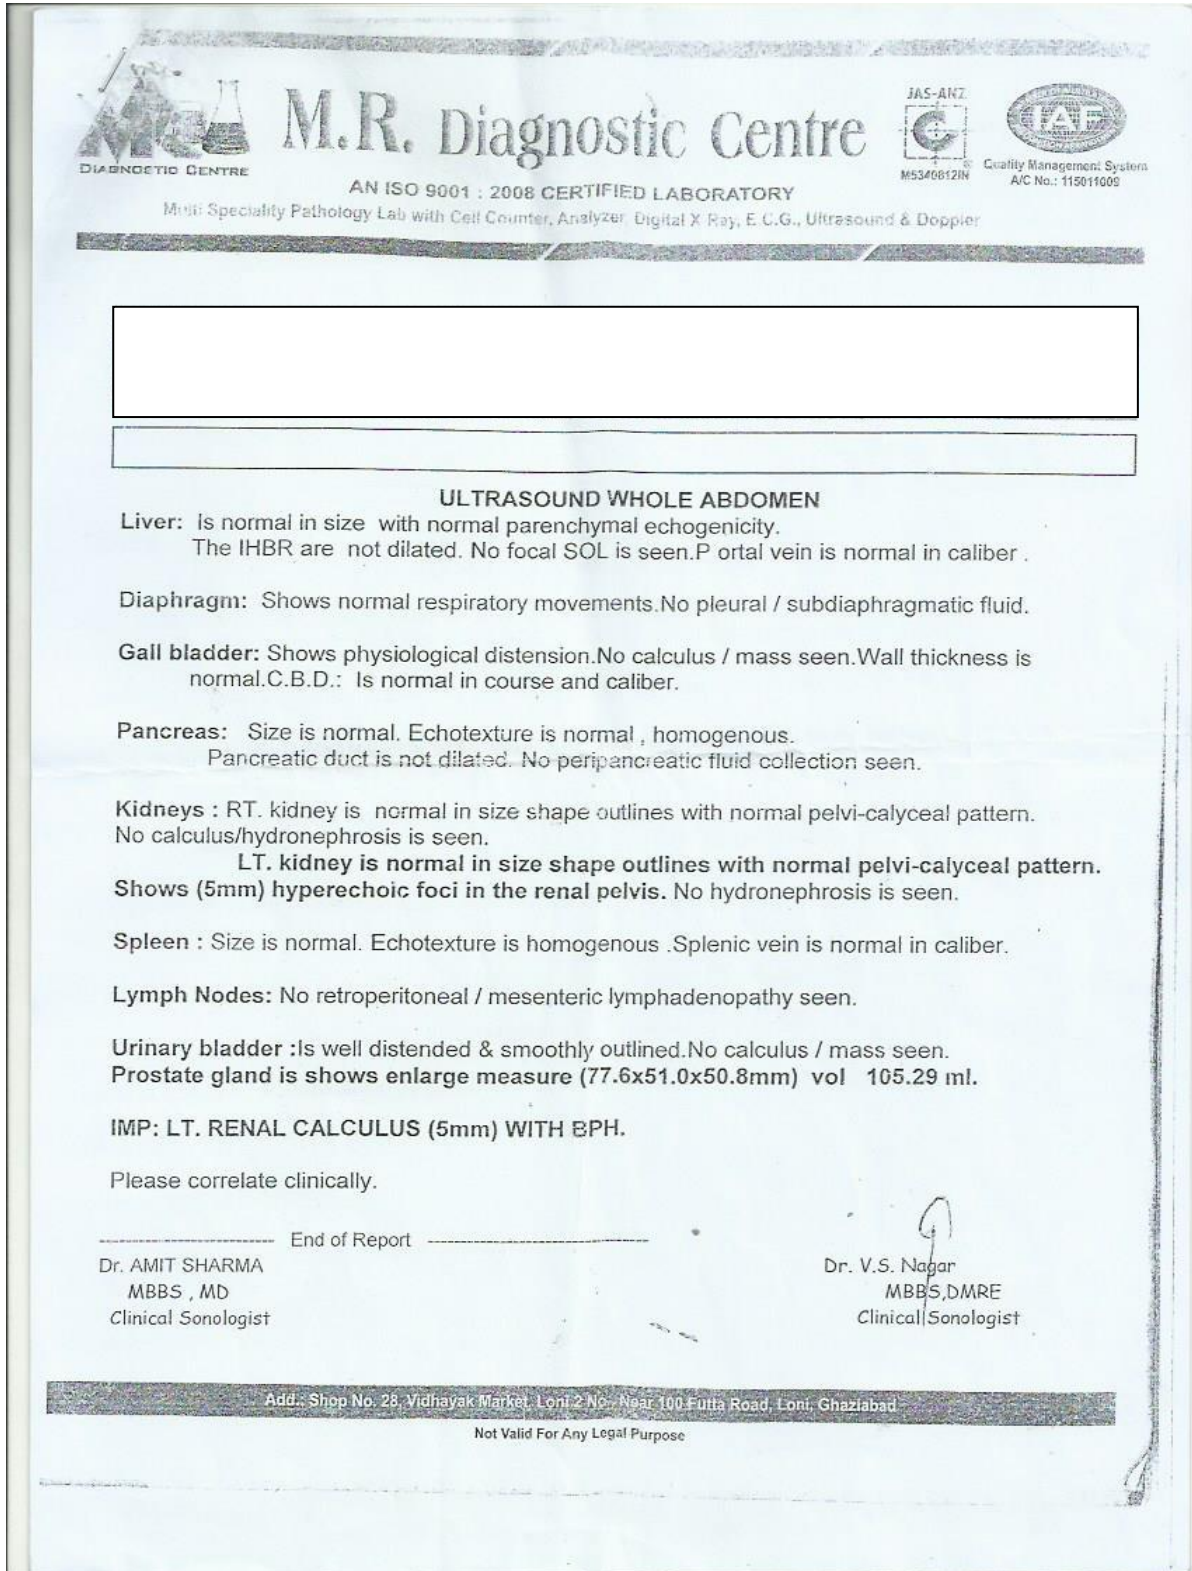 DIAGNOSTIC CENTRE
M.R. Diagnostic Centre
JAS-ANZ
M5340812IN
IAF
Quality Management System
A/C No.: 115011009
AN ISO 9001 : 2008 CERTIFIED LABORATORY
Multi Speciality Pathology Lab with Cell Counter, Analyzer, Digital X Ray, E.C.G., Ultrasound & Doppler
ULTRASOUND WHOLE ABDOMEN
Liver: Is normal in size with normal parenchymal echogenicity.
The IHBR are not dilated. No focal SOL is seen.P ortal vein is normal in caliber .
Diaphragm: Shows normal respiratory movements.No pleural / subdiaphragmatic fluid.
Gall bladder: Shows physiological distension.No calculus / mass seen.Wall thickness is
normal.C.B.D.: Is normal in course and caliber.
Pancreas: Size is normal. Echotexture is normal , homogenous.
Pancreatic duct is not dilated. No peripancreatic fluid collection seen.
Kidneys : RT. kidney is normal in size shape outlines with normal pelvi-calyceal pattern.
No calculus/hydronephrosis is seen.
LT. kidney is normal in size shape outlines with normal pelvi-calyceal pattern.
Shows (5mm) hyperechoic foci in the renal pelvis. No hydronephrosis is seen.
Spleen : Size is normal. Echotexture is homogenous .Splenic vein is normal in caliber.
Lymph Nodes: No retroperitoneal / mesenteric lymphadenopathy seen.
Urinary bladder :Is well distended & smoothly outlined.No calculus / mass seen.
Prostate gland is shows enlarge measure (77.6x51.0x50.8mm) vol 105.29 ml.
IMP: LT. RENAL CALCULUS (5mm) WITH BPH.
Please correlate clinically.
------------------------ End of Report ------------------------------
Dr. AMIT SHARMA
MBBS , MD
Clinical Sonologist
Dr. V.S. Nagar
MBBS,DMRE
Clinical Sonologist
Add.: Shop No. 28, Vidhayak Market, Loni 2 No., Near 100 Futta Road, Loni, Ghaziabad
Not Valid For Any Legal Purpose